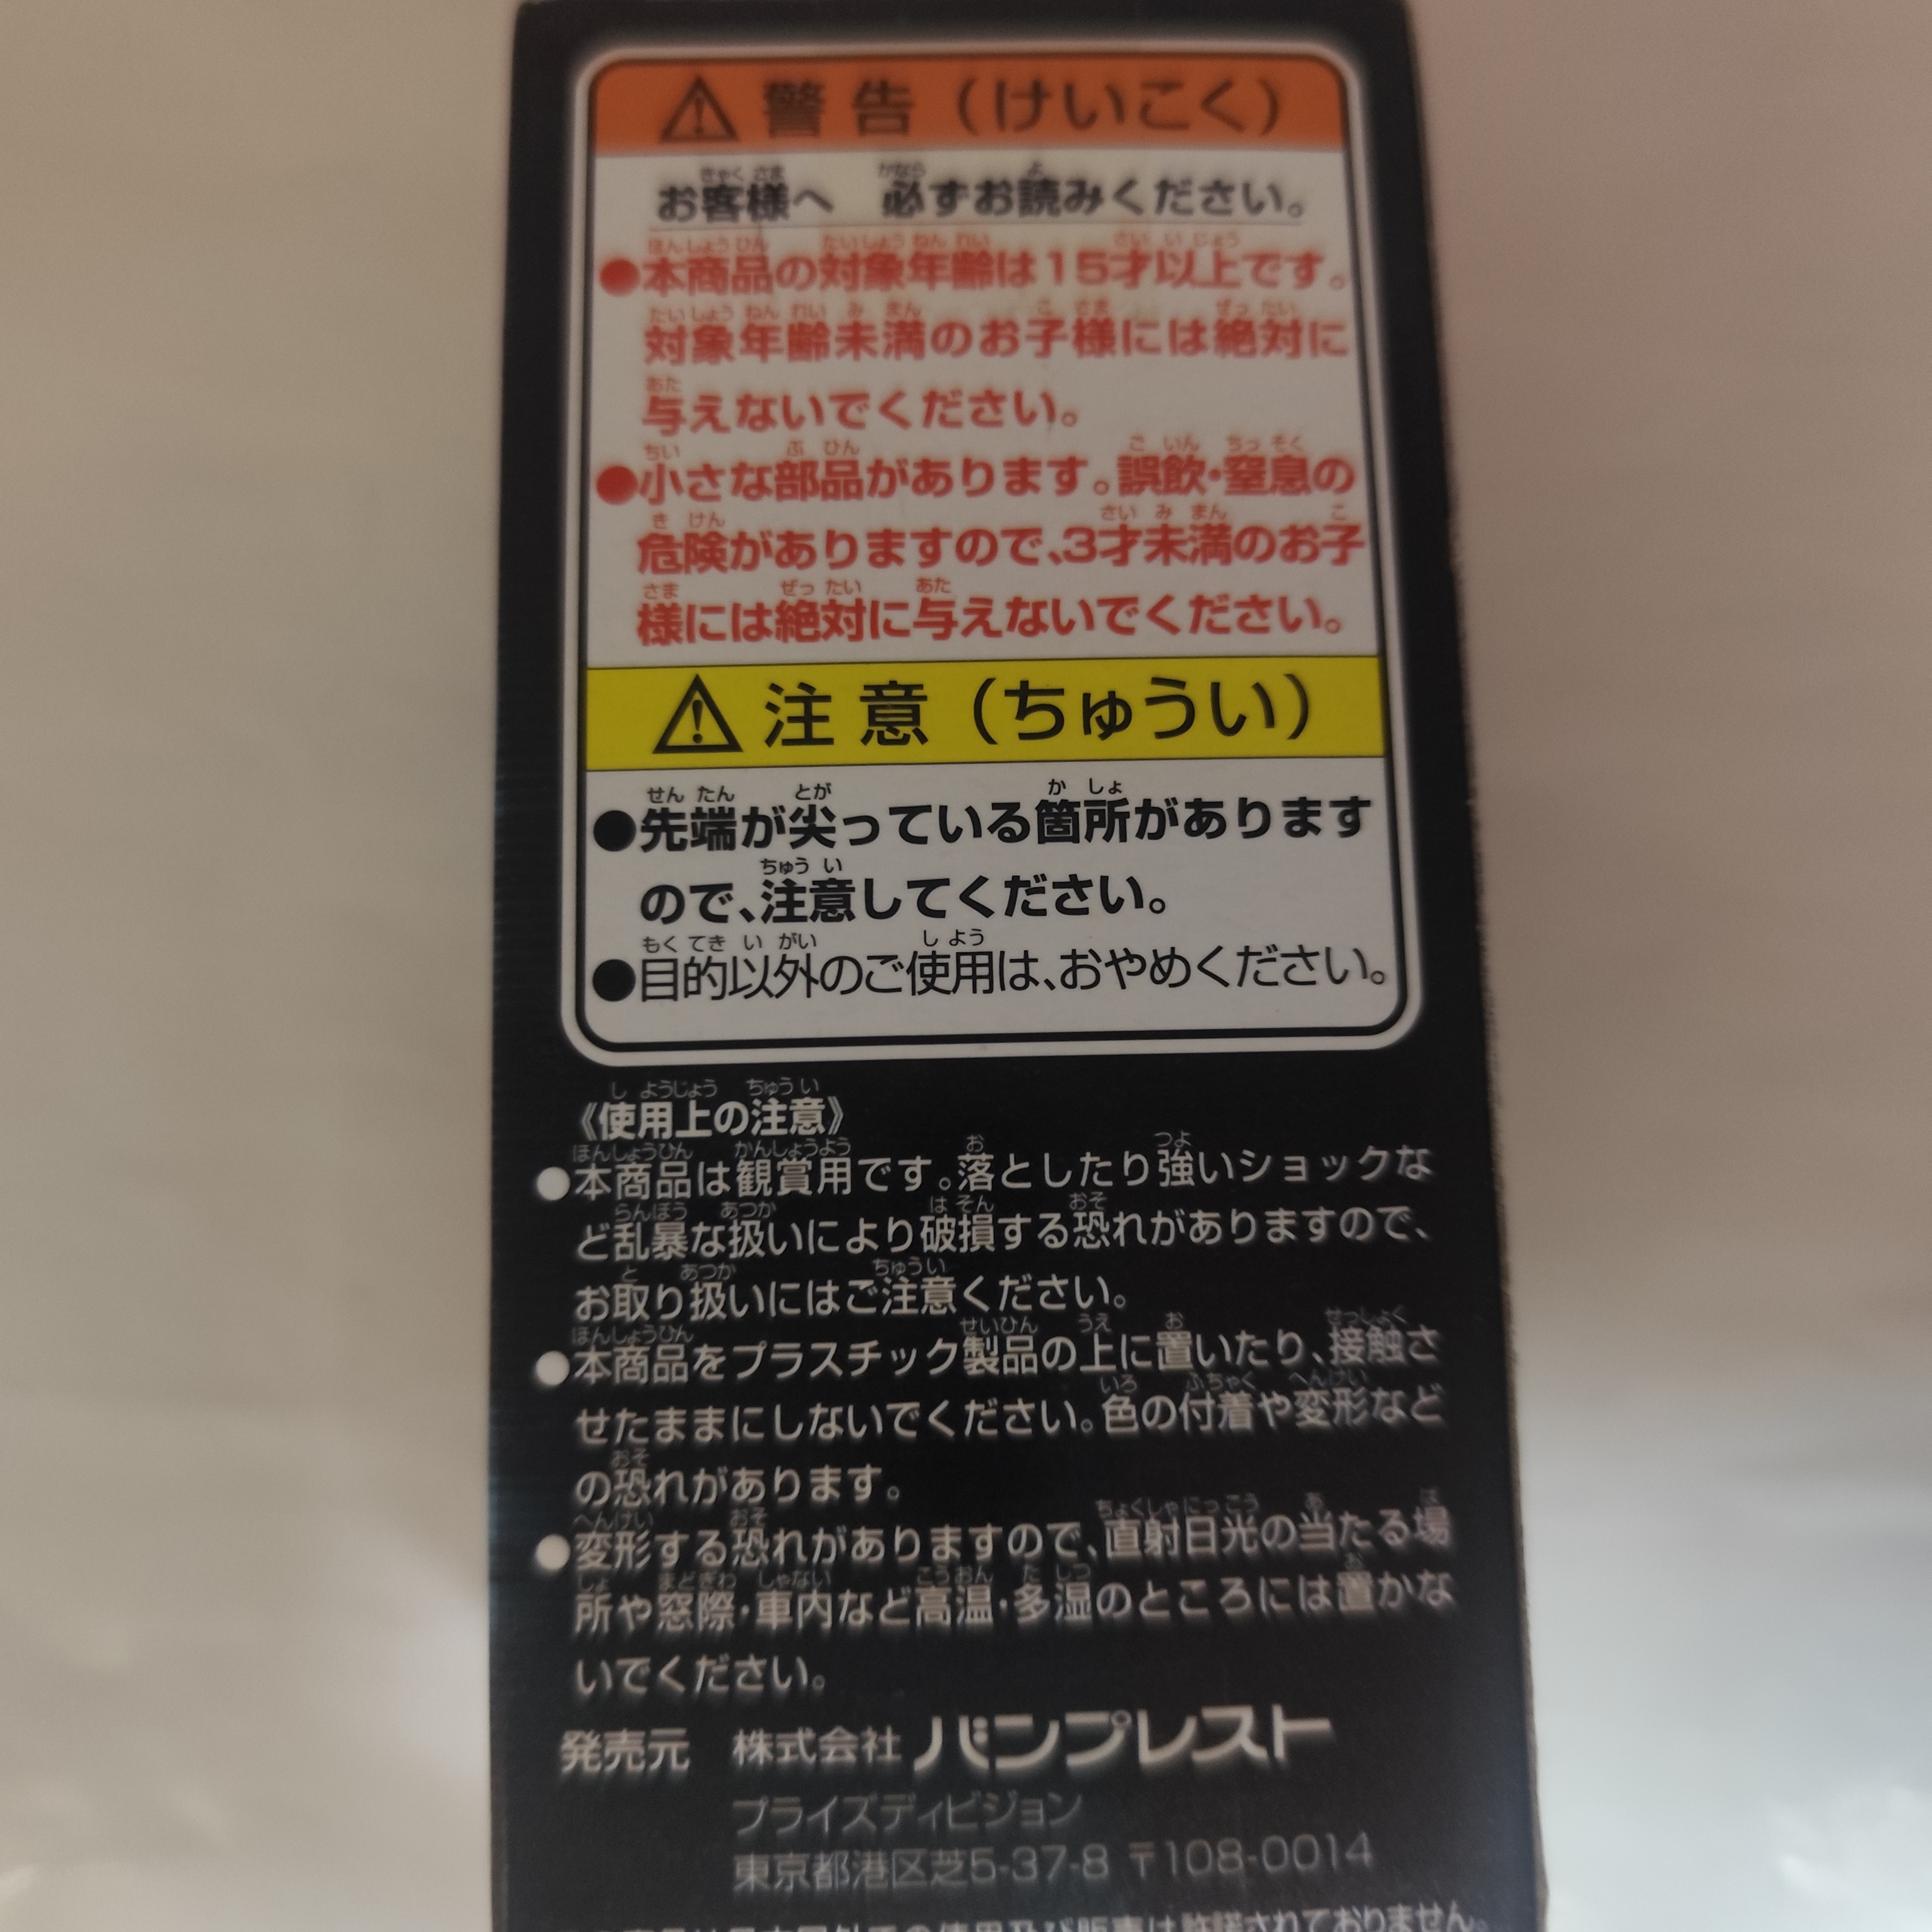 警告（けいこく）
お客様へ 必ずお読みください。
●本商品の対象年齢は15才以上です。
対象年齢未満のお子様には絶対に
与えないでください。
●小さな部品があります。誤飲・窒息の
危険がありますので、3才未満のお子
様には絶対に与えないでください。
注意（ちゅうい）
●先端が尖っている箇所があります
ので、注意してください。
●目的以外のご使用は、おやめください。
《使用上の注意》
●本商品は観賞用です。落としたり強いショックな
ど乱暴な扱いにより破損する恐れがありますので、
お取り扱いにはご注意ください。
●本商品をプラスチック製品の上に置いたり、接触さ
せたままにしないでください。色の付着や変形など
の恐れがあります。
●変形する恐れがありますので、直射日光の当たる場
所や窓際・車内など高温・多湿のところには置かな
いでください。
発売元 株式会社 バンプレスト
プライズディビジョン
東京都港区芝5-37-8 〒108-0014
の使用及び販売は許諾されておりません。